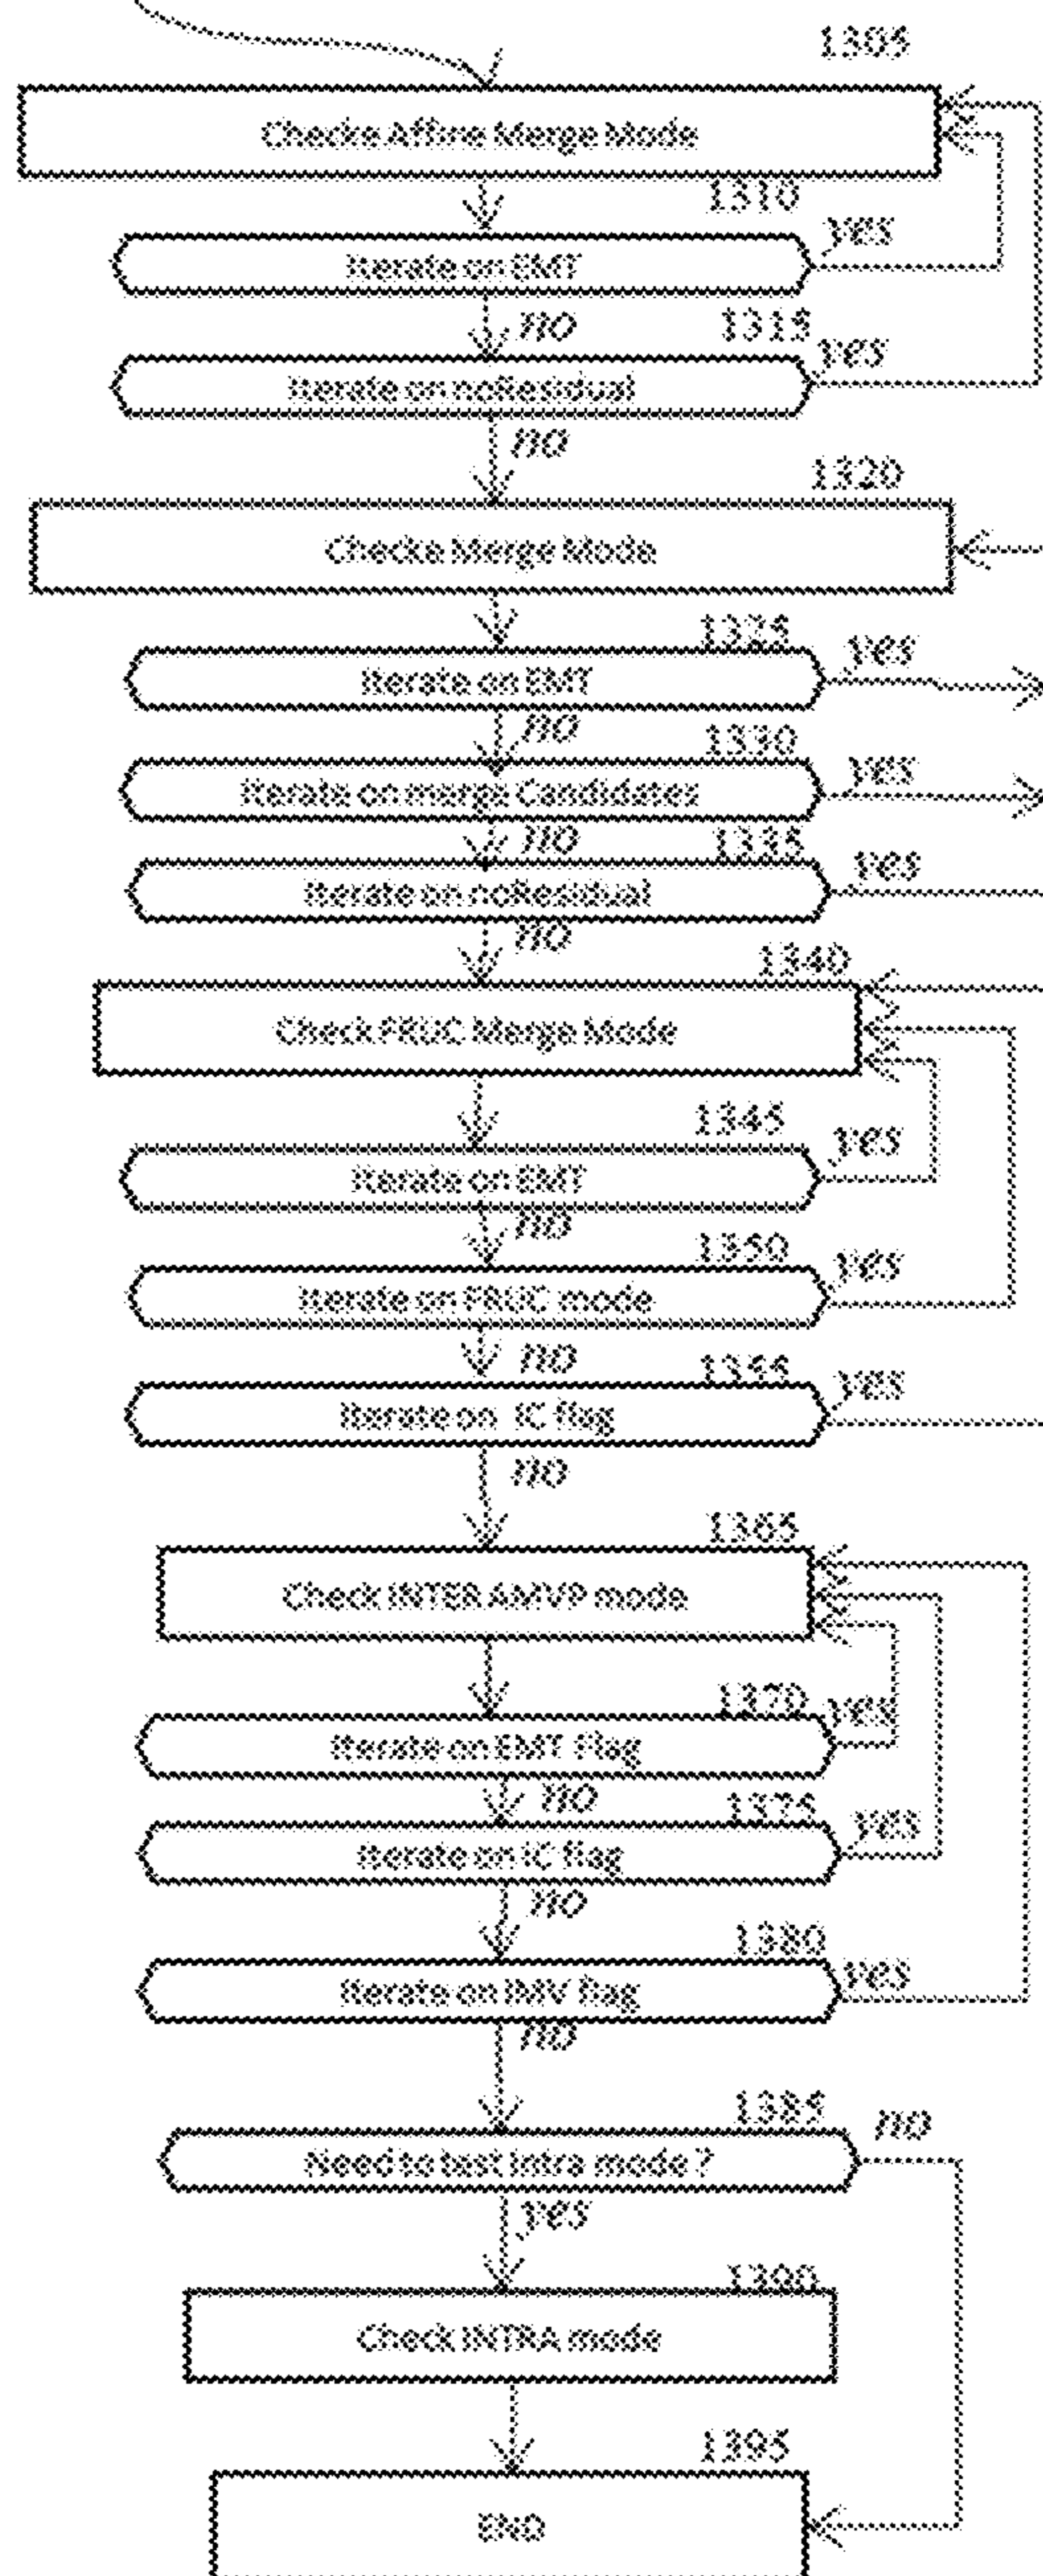 1305
Checke Affine Merge Mode
1310
Iterate on EMT
yes
no
1315
Iterate on noResidual
yes
no
1320
Checke Merge Mode
1325
Iterate on EMT
yes
no
1330
Iterate on merge Candidates
yes
no
1335
Iterate on noResidual
yes
no
1340
Check FRUC Merge Mode
1345
Iterate on EMT
yes
no
1350
Iterate on FRUC mode
yes
no
1355
Iterate on IC flag
yes
no
1365
Check INTER AMVP mode
1370
Iterate on EMT Flag
yes
no
1375
Iterate on IC flag
yes
no
1380
Iterate on IMV flag
yes
no
1385
Need to test Intra mode ?
no
yes
1390
Check INTRA mode
1395
END